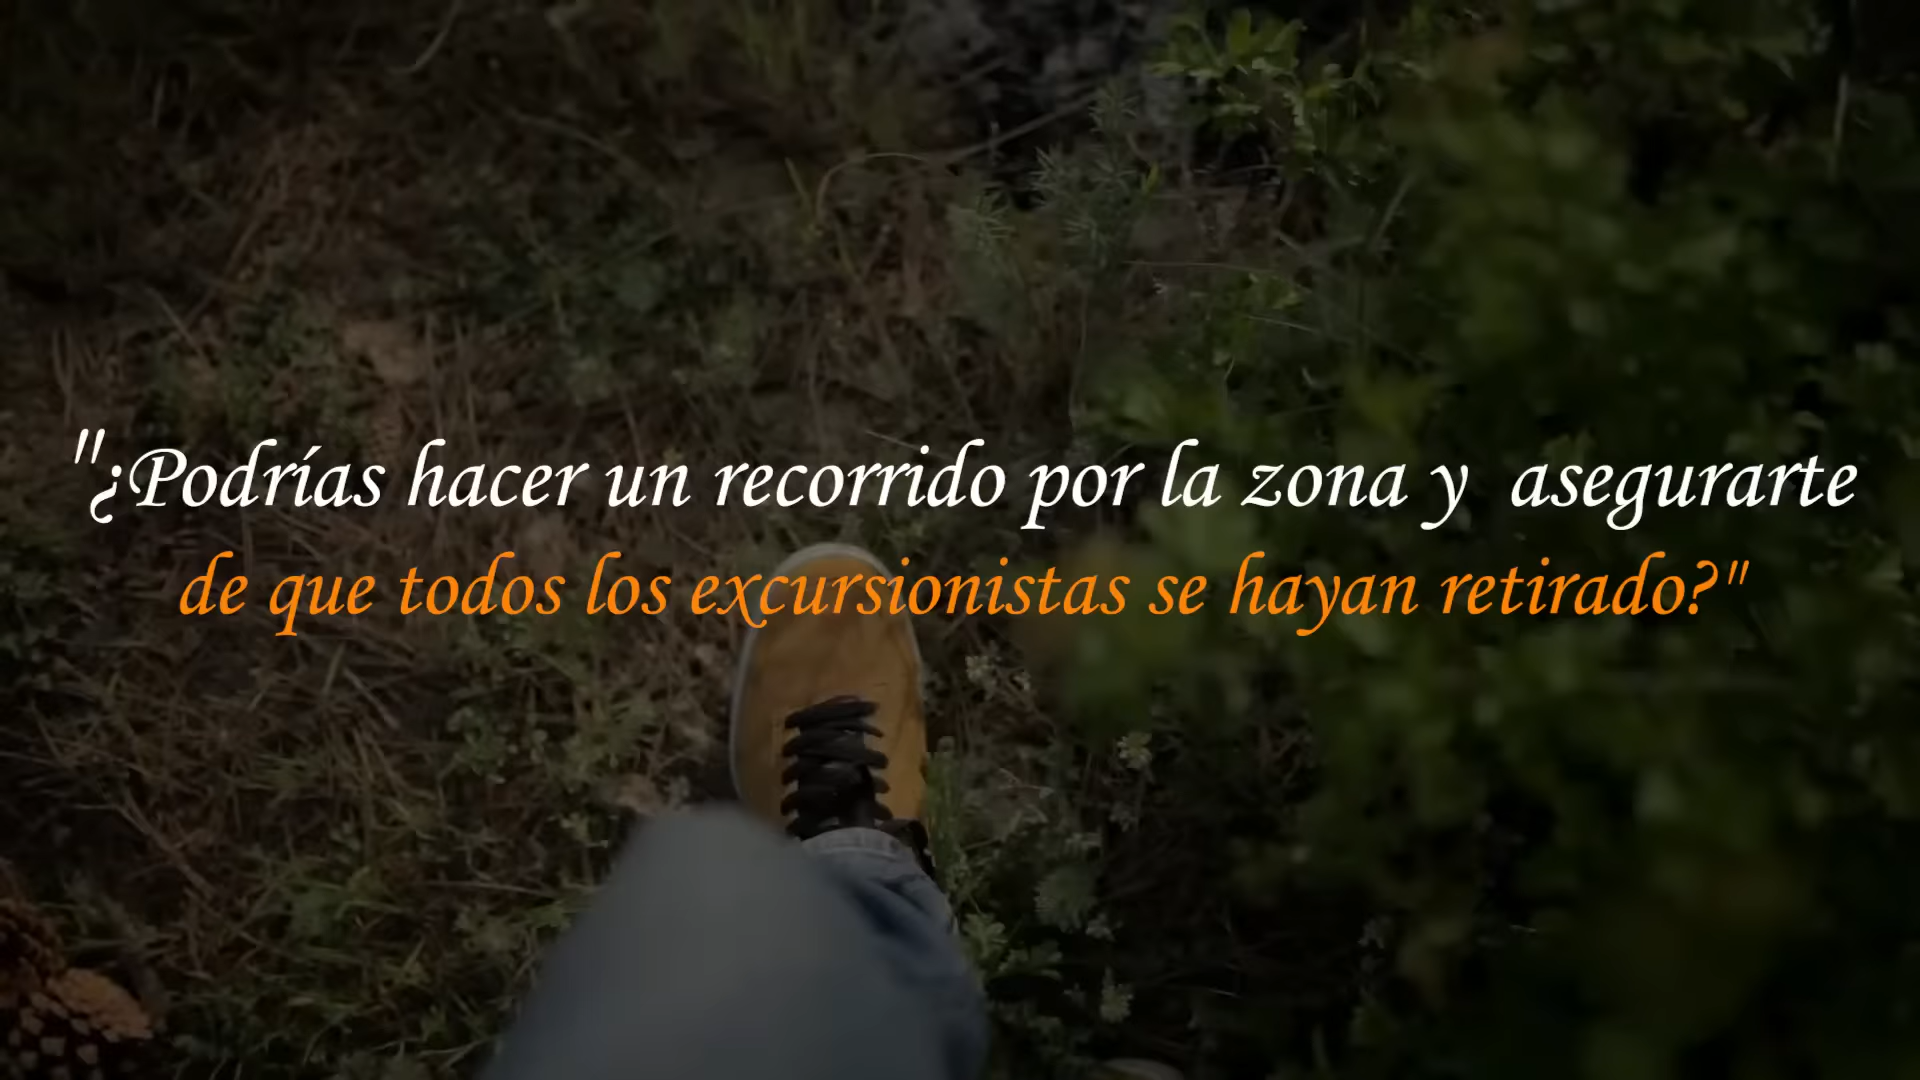 "¿Podrías hacer un recorrido por la zona y  asegurarte
de que todos los excursionistas se hayan retirado?"